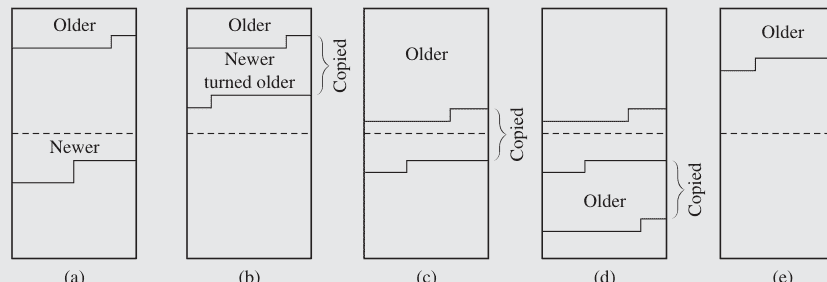 Older
Newer
(a)
Older
Newer
turned older
Copied
(b)
Older
Copied
(c)
Older
Copied
(d)
Older
(e)